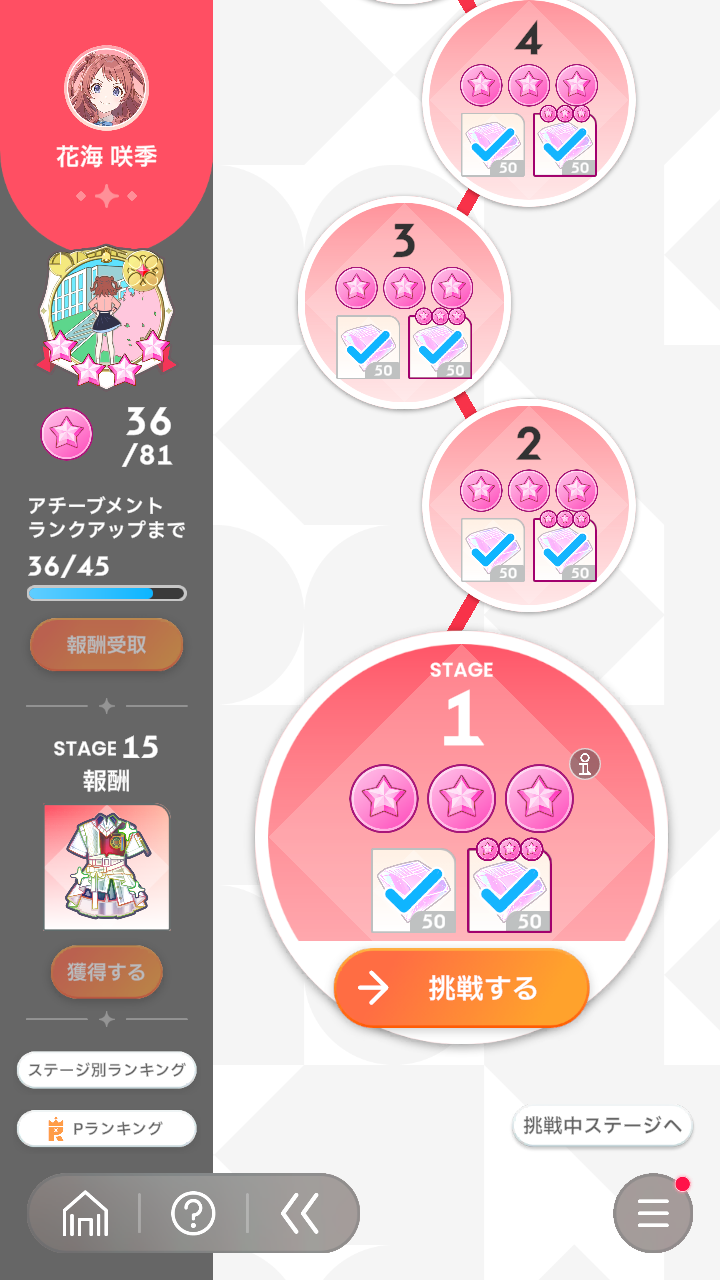 花海 咲季
36
/81
アチーブメント
ランクアップまで
36/45
報酬受取
STAGE 15
報酬
獲得する
ステージ別ランキング
Pランキング
4
50
50
3
50
50
2
50
50
STAGE
1
50
50
挑戦する
挑戦中ステージへ